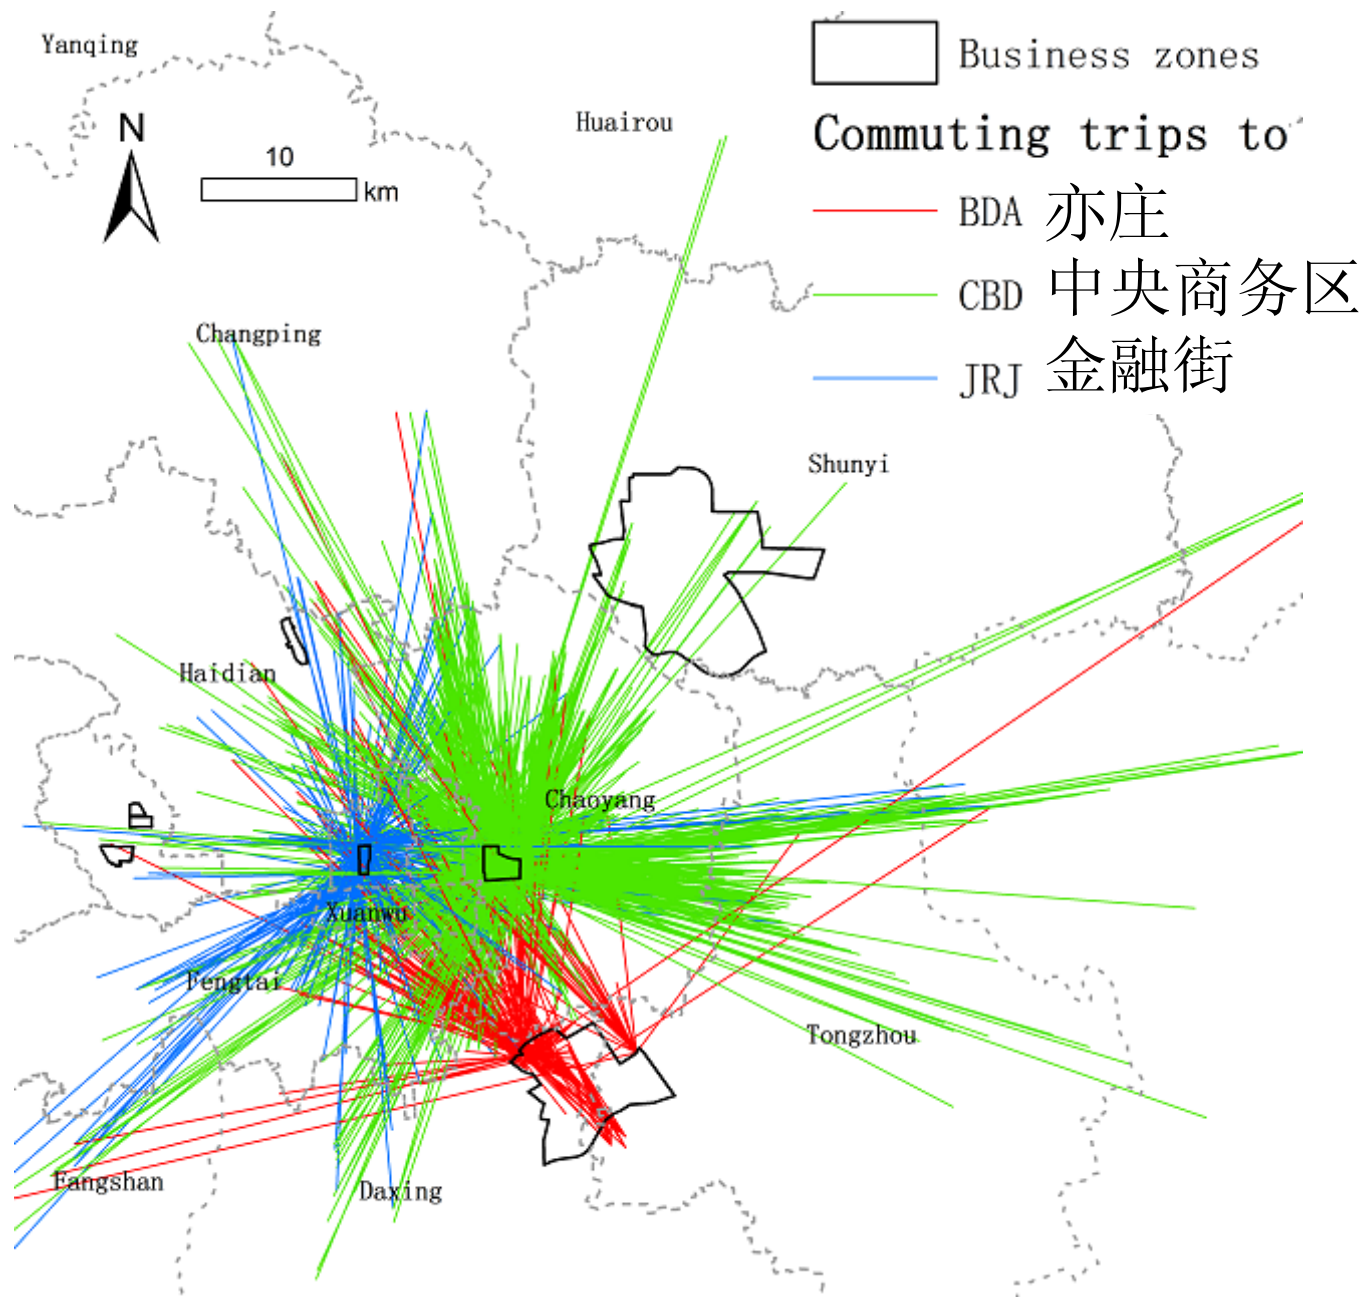 Yanqing
Business zones
N
Huairou
Commuting trips to
10
km
BDA 亦庄
CBD 中央商务区
JRJ 金融街
Changping
Shunyi
Haidian
Chaoyang
Xuanwu
Fengtai
Tongzhou
Fangshan
Daxing